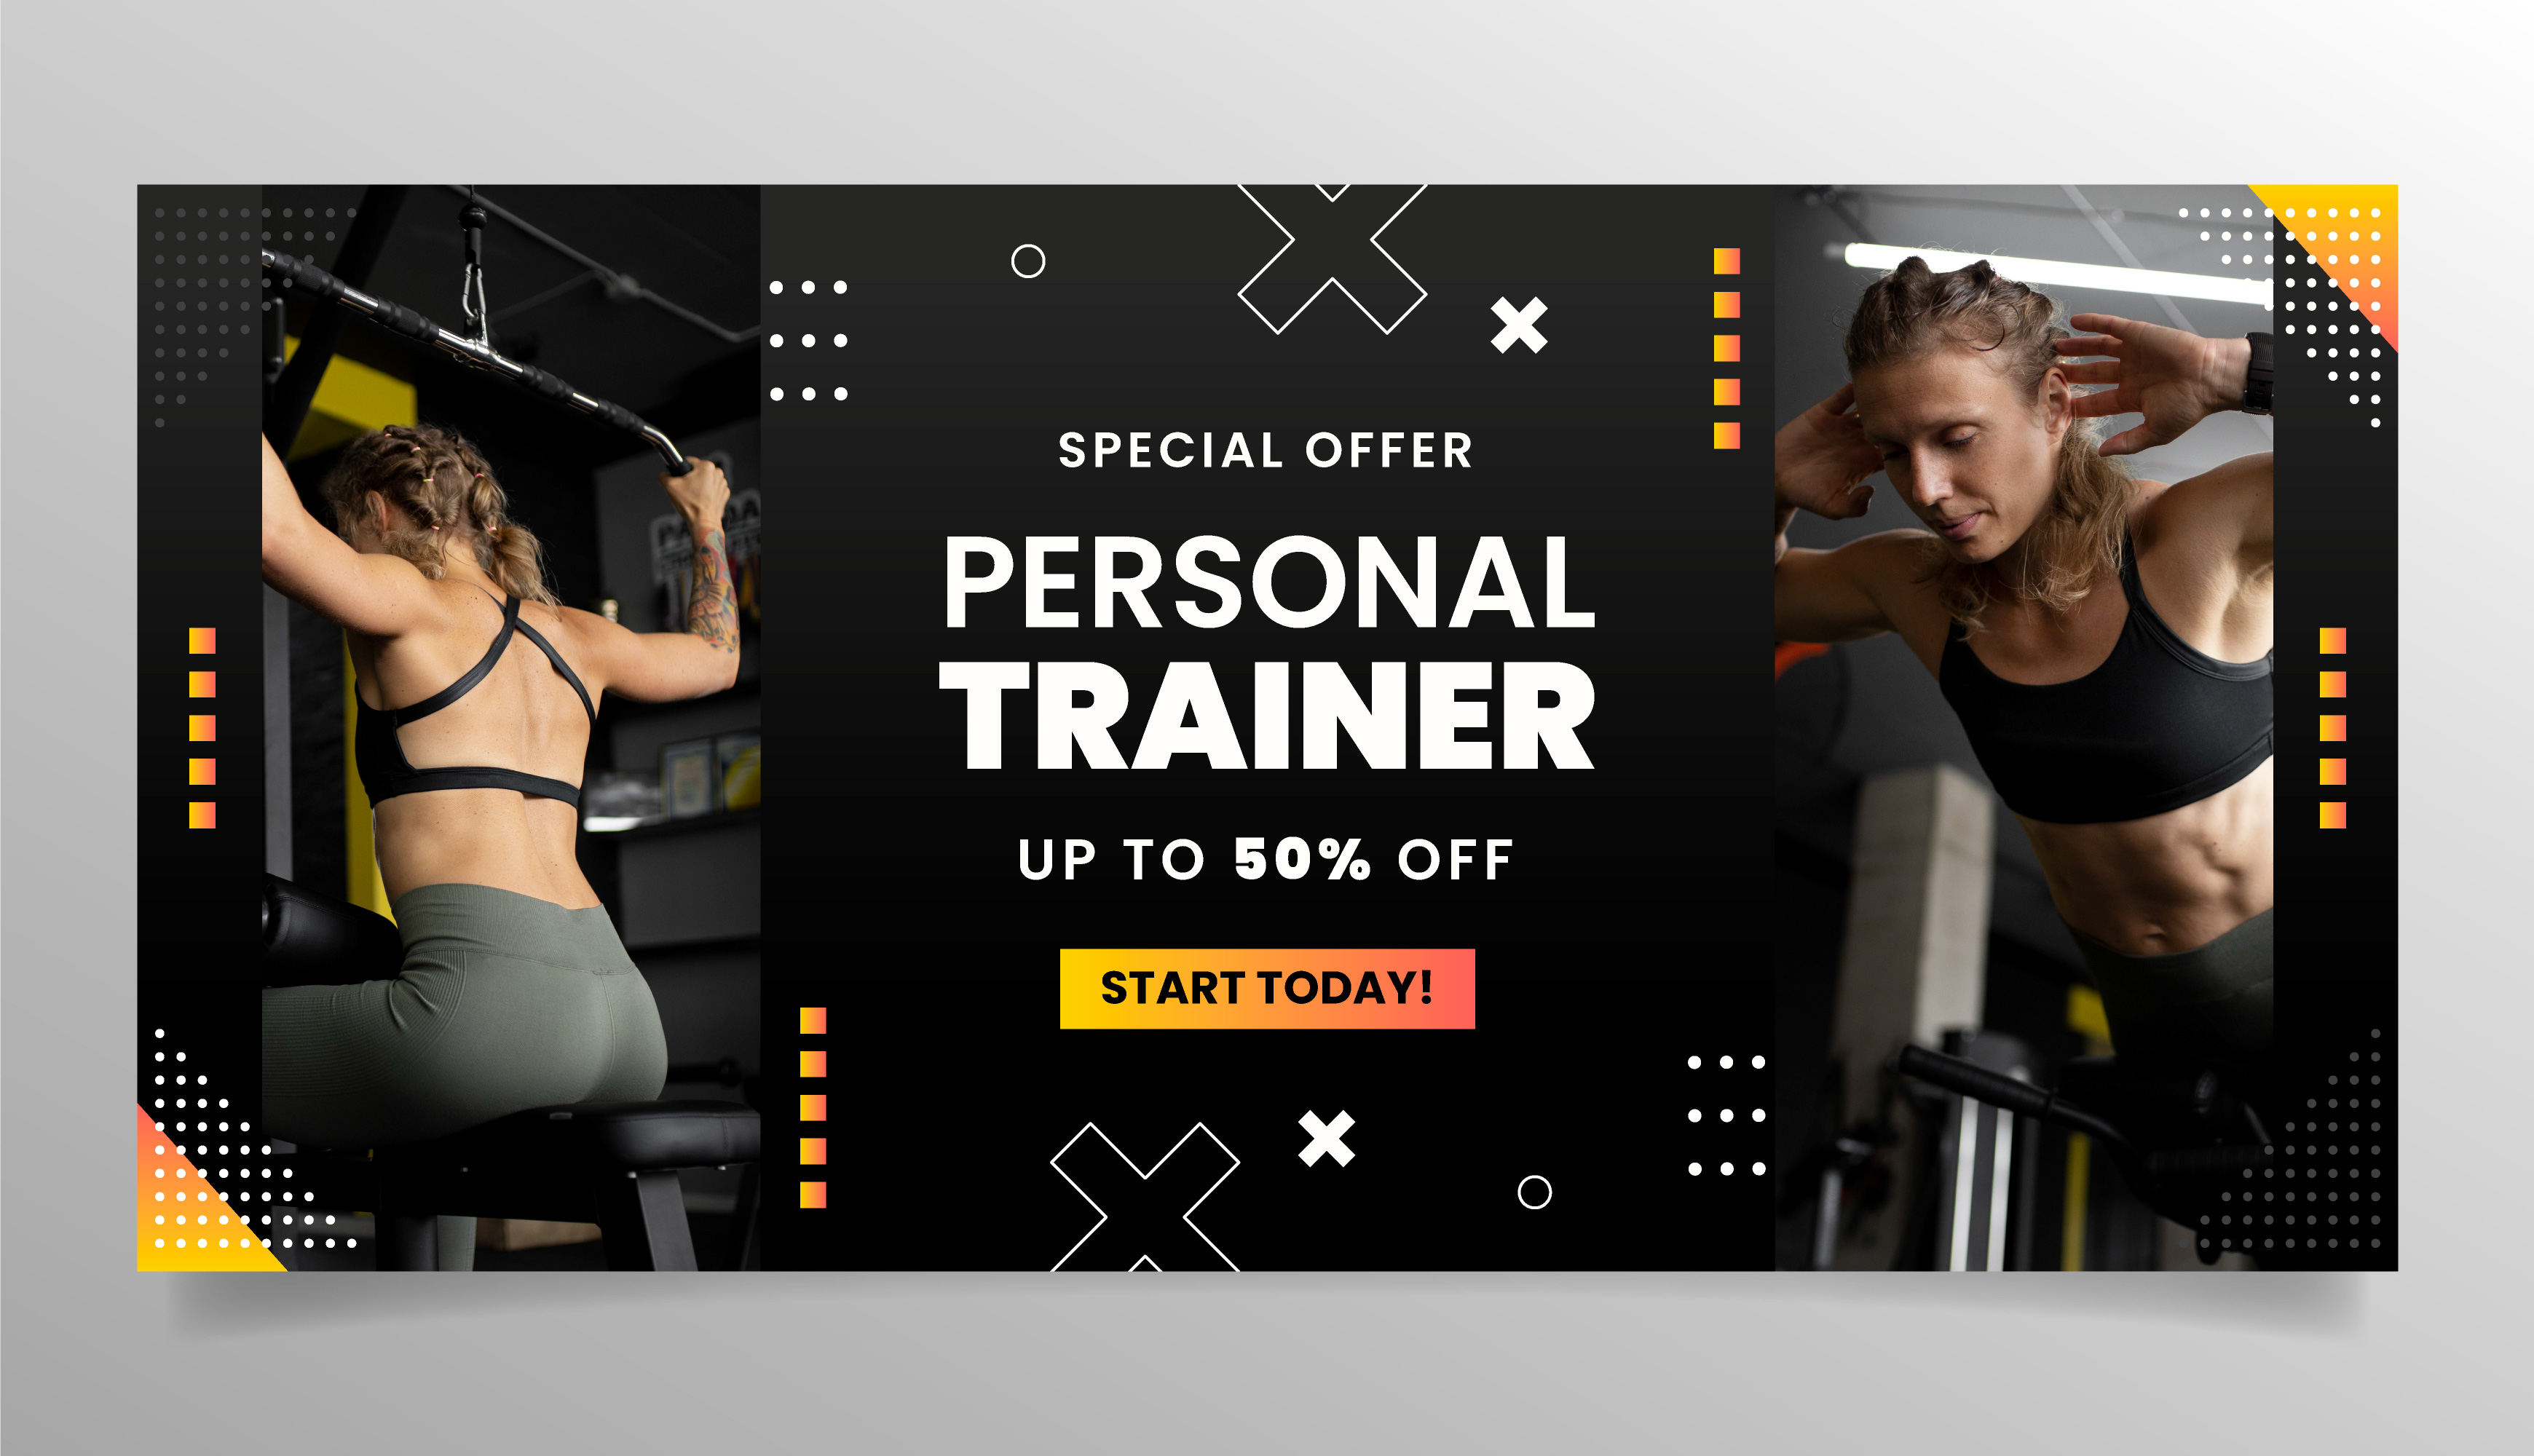 SPECIAL OFFER
PERSONAL
TRAINER
UP TO 50% OFF
START TODAY!